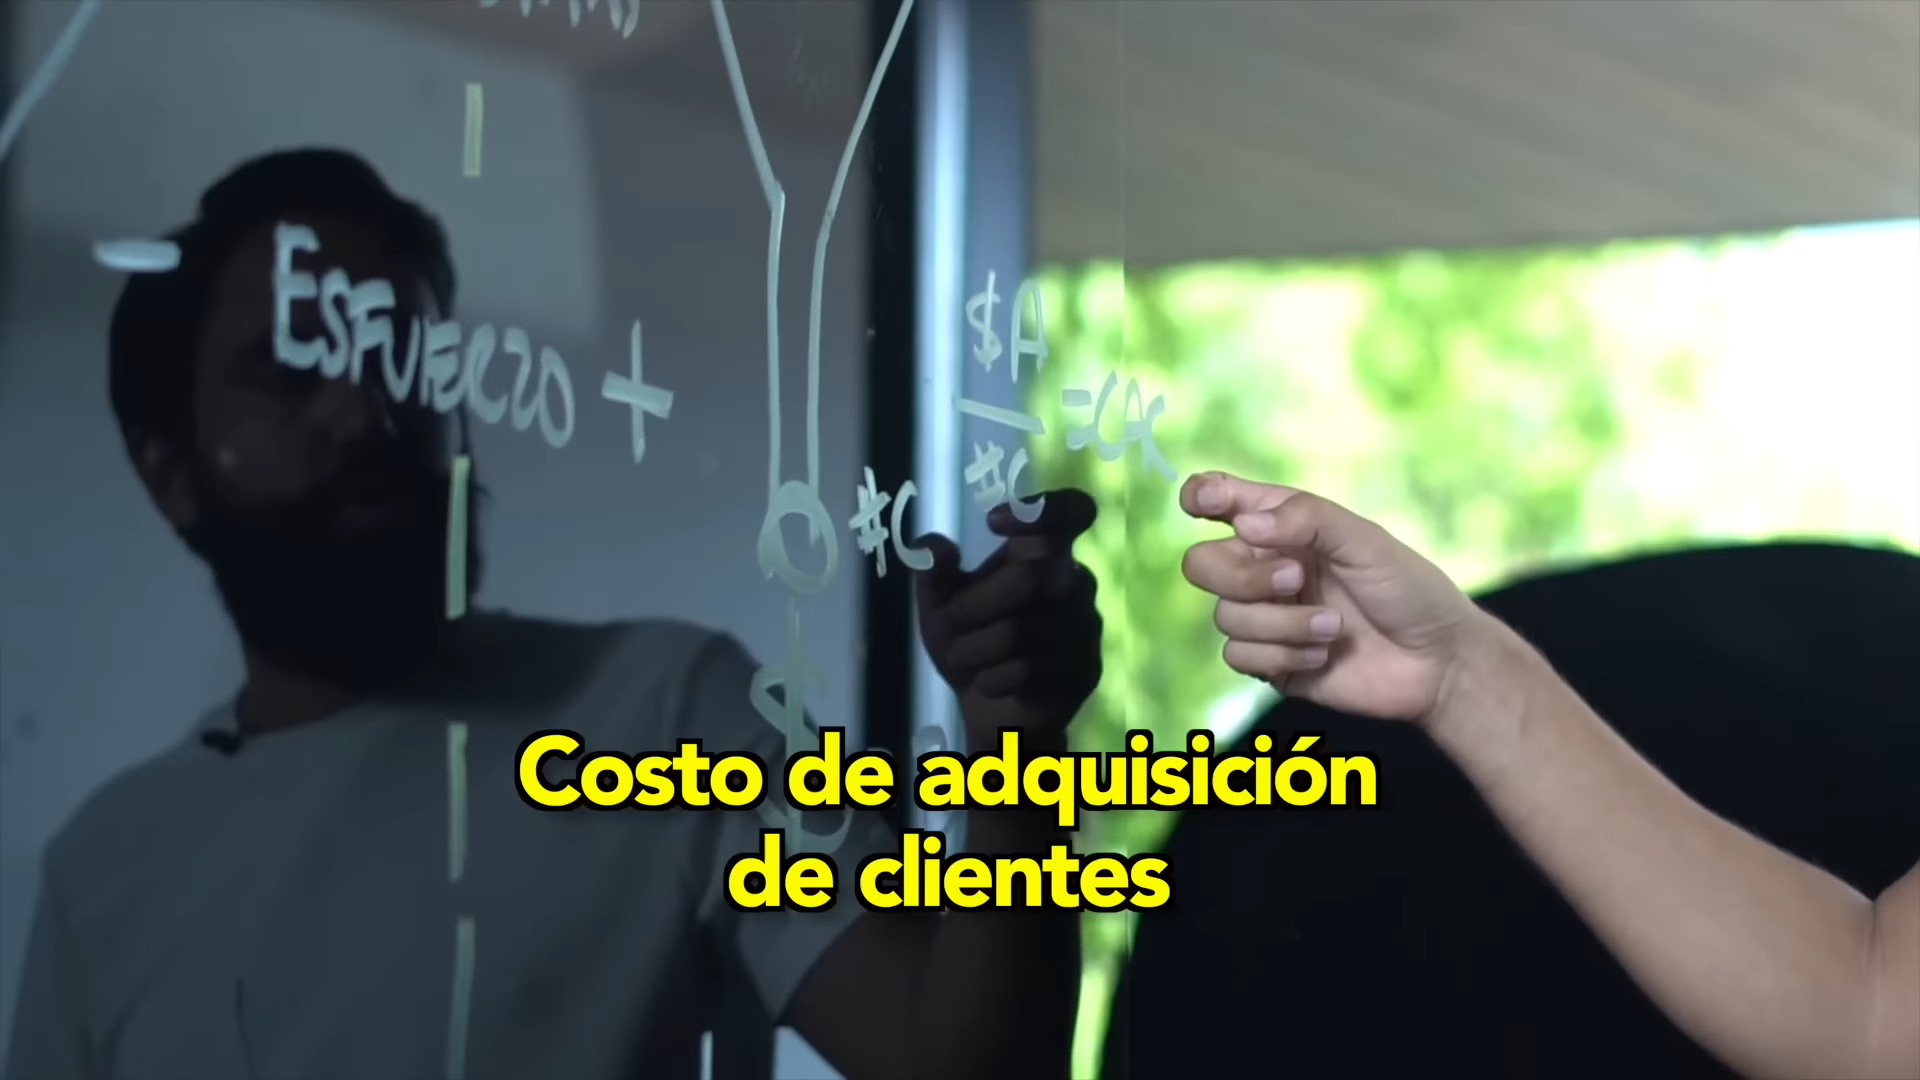 -
ESFUERZO +
$A
=CAC
#C
#C
$
Costo de adquisición
de clientes